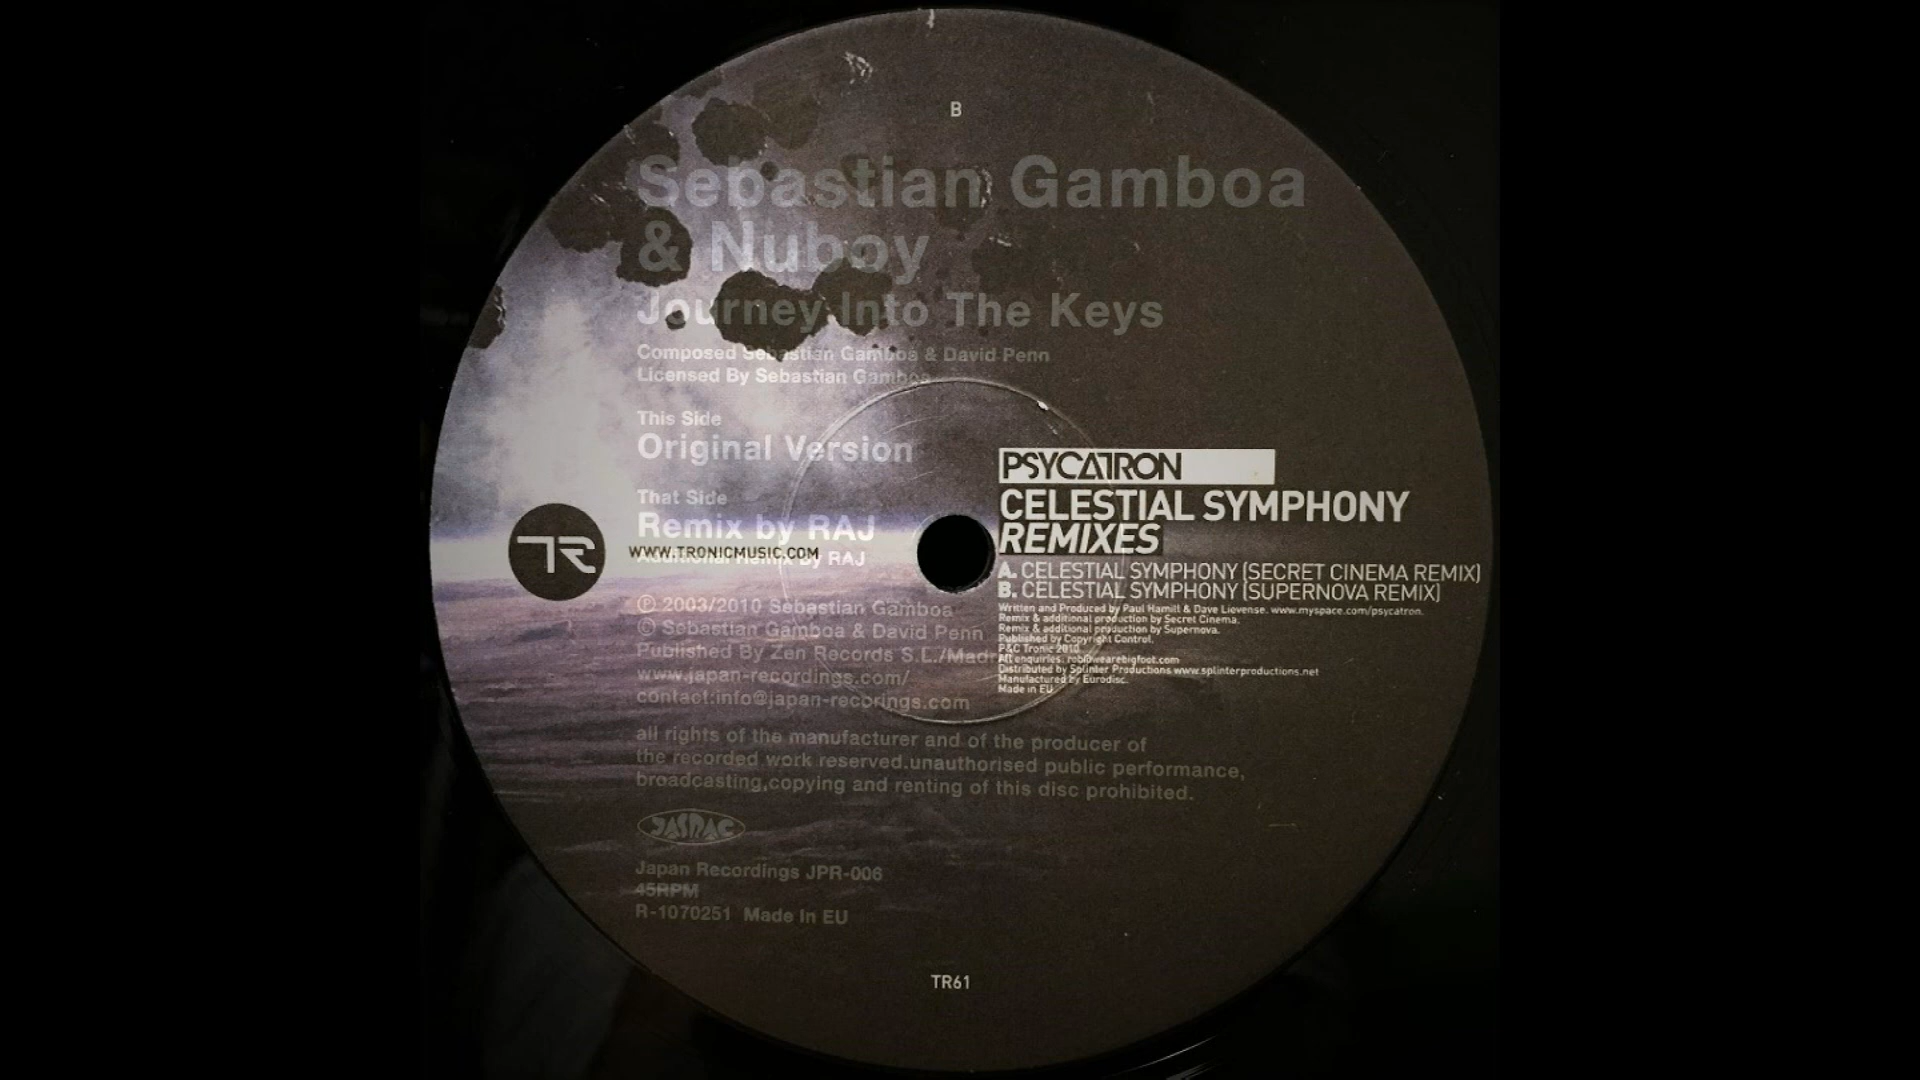 B
Sebastian Gamboa
& Nuboy
Journey Into The Keys
Composed Sebastian Gamboa & David Penn
Licensed By Sebastian Gamboa
This Side
Original Version
That Side
Remix by RAJ
Additional Remix By RAJ
℗ 2003/2010 Sebastian Gamboa
© Sebastian Gamboa & David Penn
Published By Zen Records S.L./Madr
www.japan-recordings.com/
contact:info@japan-recorings.com
all rights of the manufacturer and of the producer of
the recorded work reserved.unauthorised public performance,
broadcasting,copying and renting of this disc prohibited.
JASRAC
Japan Recordings JPR-006
45RPM
R-1070251 Made In EU
TR
WWW.TRONICMUSIC.COM
PSYCATRON
CELESTIAL SYMPHONY
REMIXES
A. CELESTIAL SYMPHONY (SECRET CINEMA REMIX)
B. CELESTIAL SYMPHONY (SUPERNOVA REMIX)
Written and Produced by Paul Hamill & Dave Lievense. www.myspace.com/psycatron.
Remix & additional production by Secret Cinema.
Remix & additional production by Supernova.
Published by Copyright Control.
P&C Tronic 2010
All enquiries: rob@wearebigfoot.com
Distributed by Splinter Productions www.splinterproductions.net
Manufactured by Eurodisc.
Made in EU
TR61